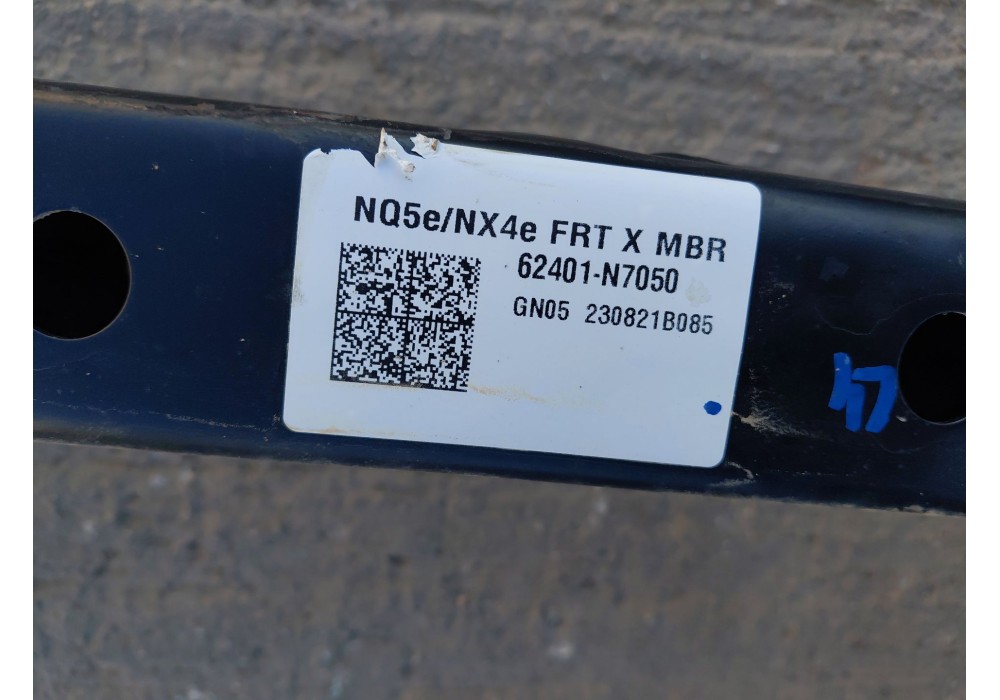 NQ5e/NX4e FRT X MBR
62401-N7050
GN05 230821B085